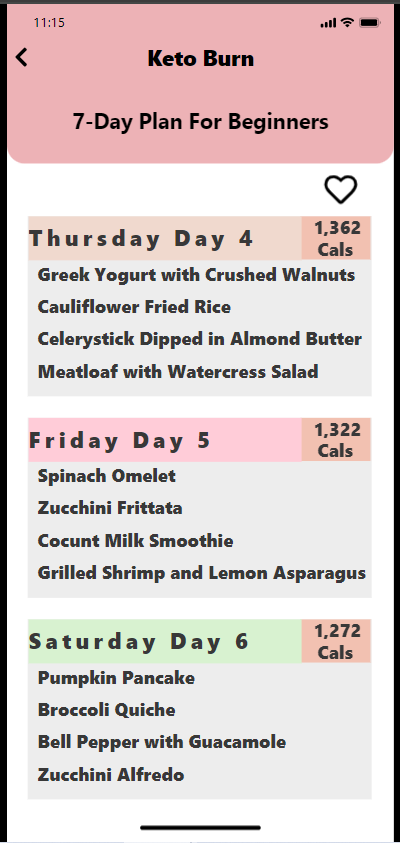 11:15
Keto Burn
7-Day Plan For Beginners
Thursday Day 4
1,362
Cals
Greek Yogurt with Crushed Walnuts
Cauliflower Fried Rice
Celerystick Dipped in Almond Butter
Meatloaf with Watercress Salad
Friday Day 5
1,322
Cals
Spinach Omelet
Zucchini Frittata
Cocunt Milk Smoothie
Grilled Shrimp and Lemon Asparagus
Saturday Day 6
1,272
Cals
Pumpkin Pancake
Broccoli Quiche
Bell Pepper with Guacamole
Zucchini Alfredo